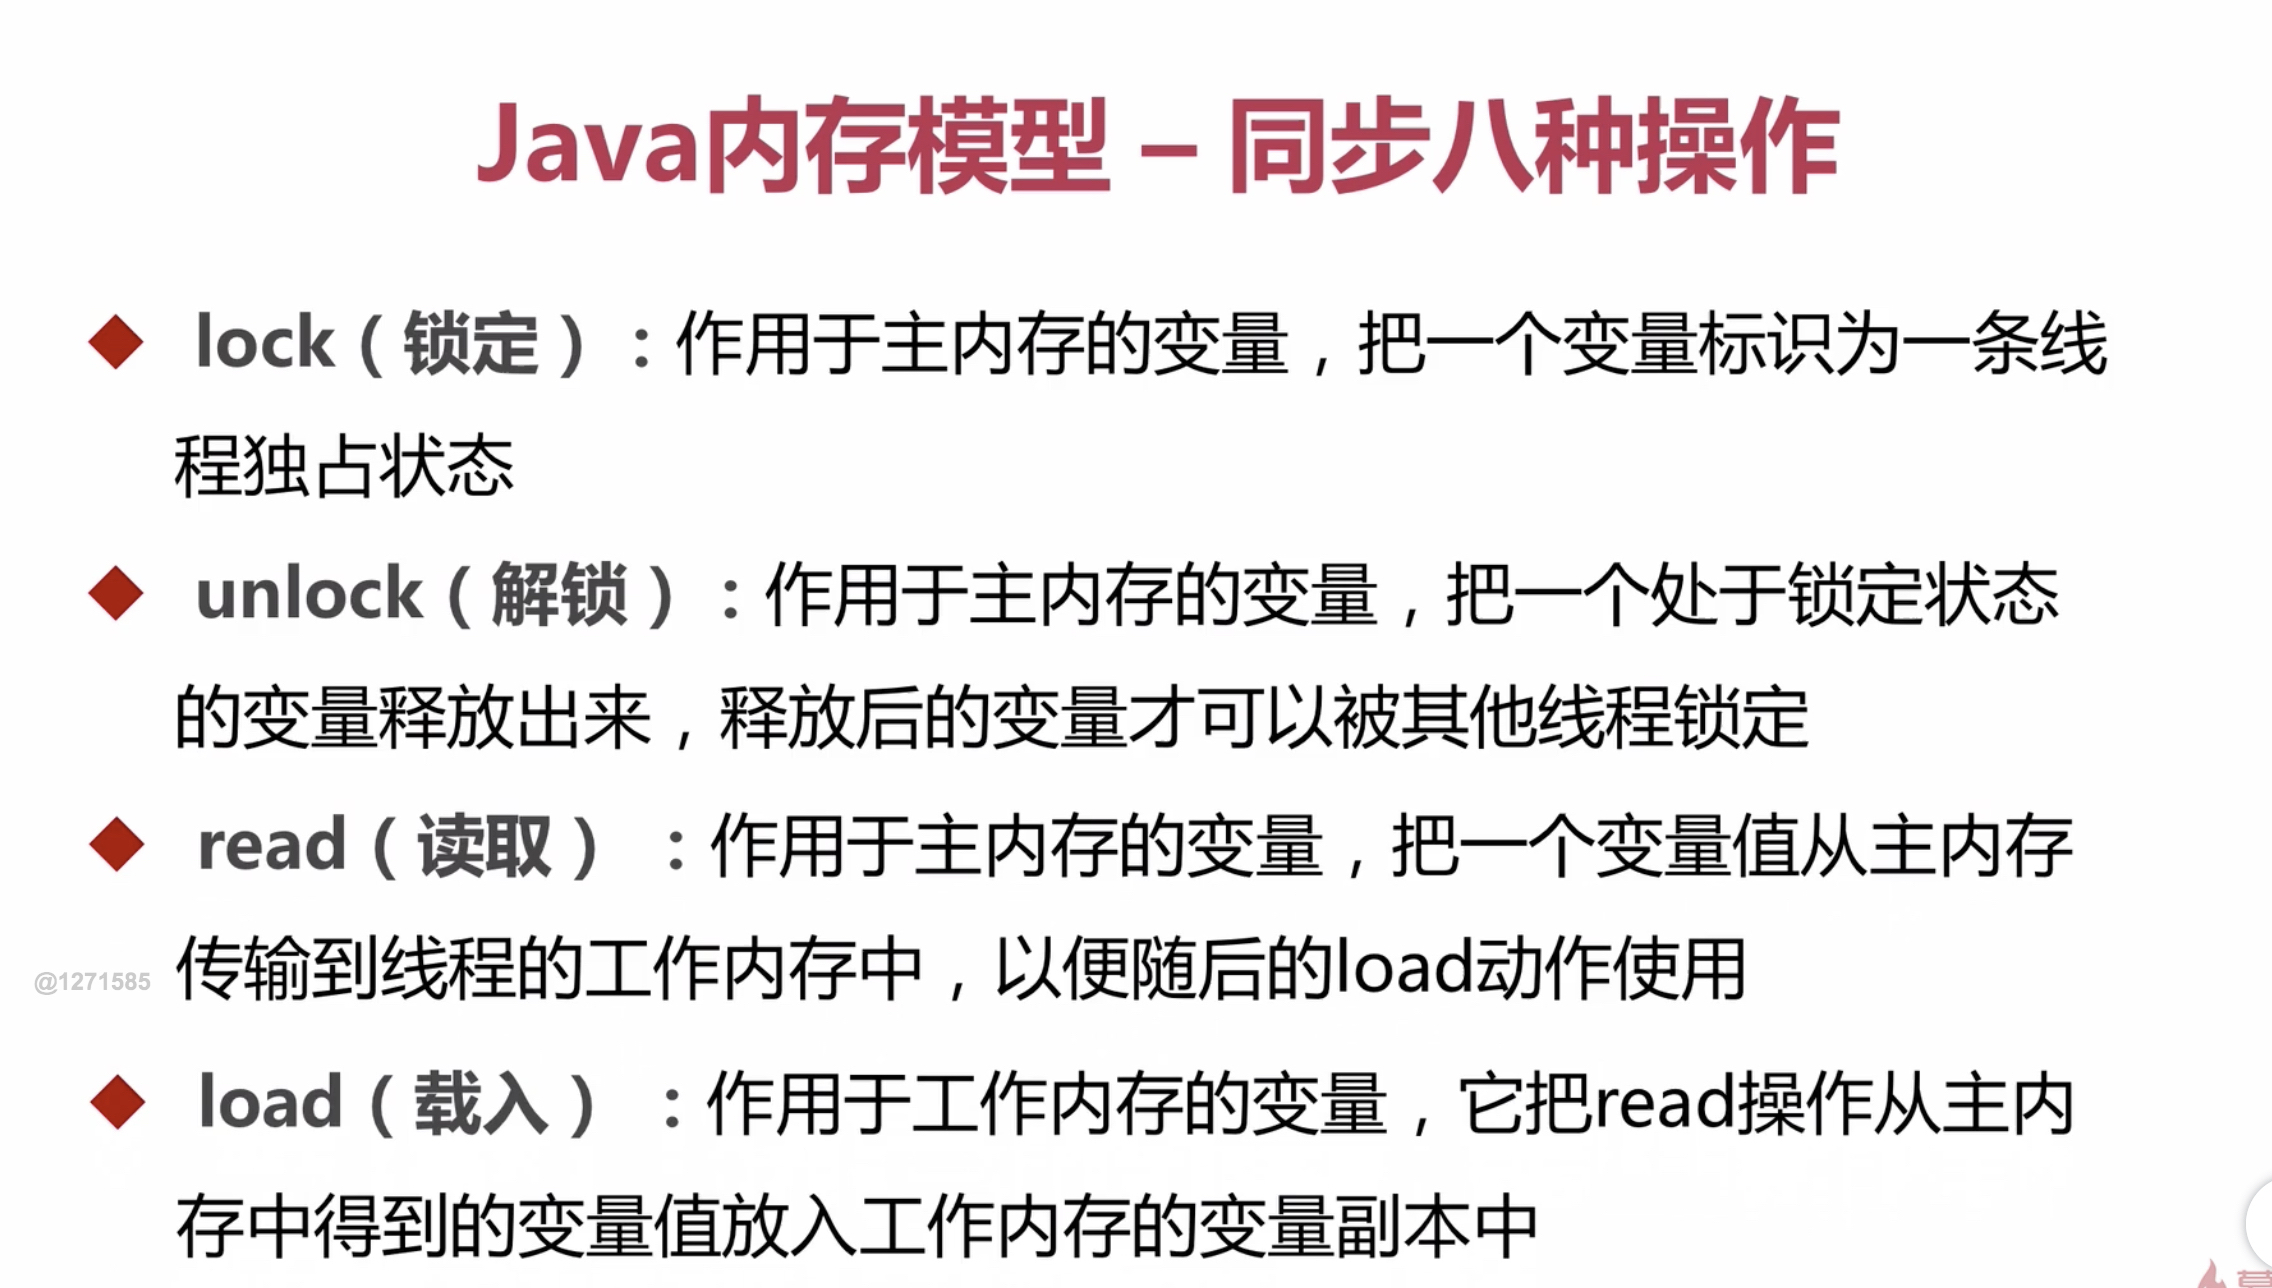 Java内存模型 – 同步八种操作
lock（锁定）：作用于主内存的变量，把一个变量标识为一条线
程独占状态
unlock（解锁）：作用于主内存的变量，把一个处于锁定状态
的变量释放出来，释放后的变量才可以被其他线程锁定
read（读取）：作用于主内存的变量，把一个变量值从主内存
传输到线程的工作内存中，以便随后的load动作使用
@1271585
load（载入）：作用于工作内存的变量，它把read操作从主内
存中得到的变量值放入工作内存的变量副本中